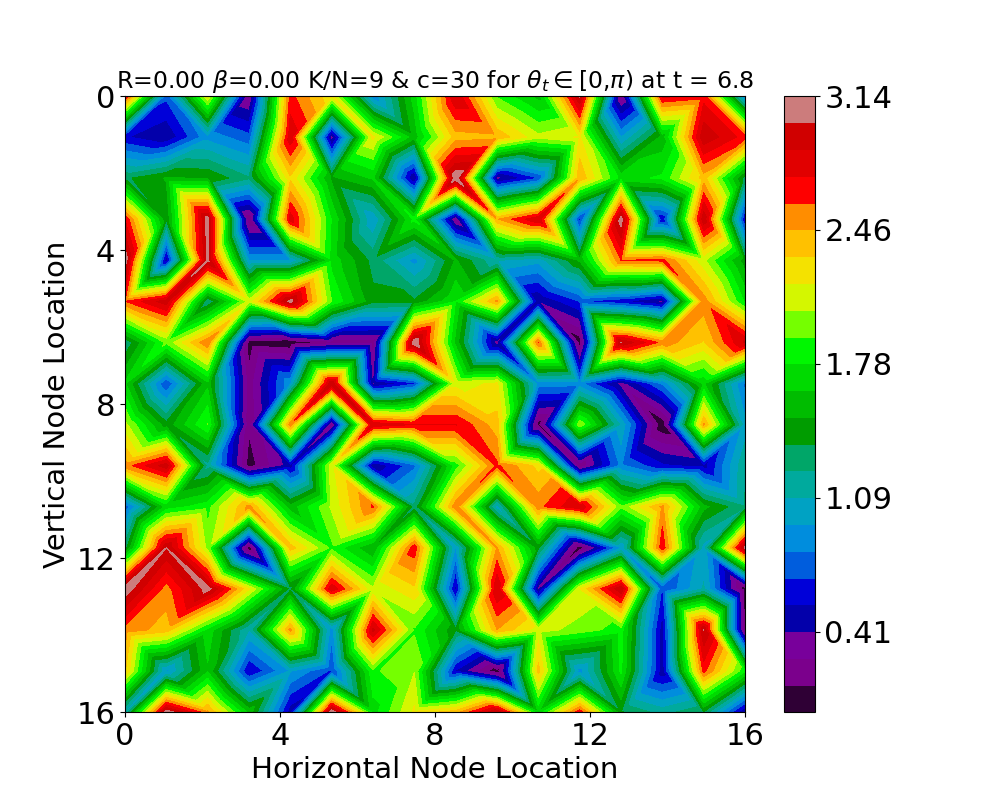 R=0.00 β=0.00 K/N=9 & c=30 for θ_t ∈ [0,π) at t = 6.8
0
4
8
12
16
Vertical Node Location
0 4 8 12 16
Horizontal Node Location
3.14
2.46
1.78
1.09
0.41